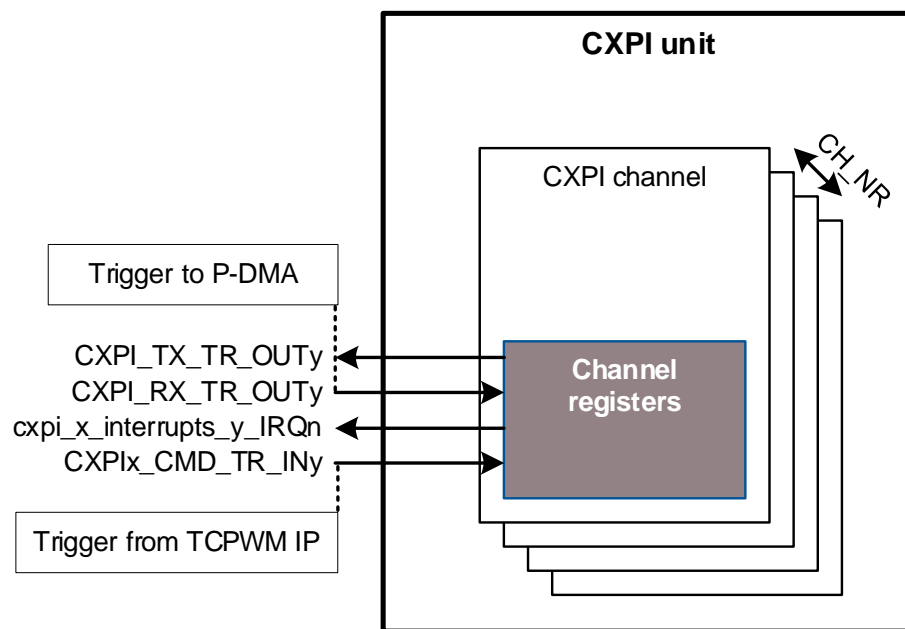 CXPI unit
CH_NR
CXPI channel
Trigger to P-DMA
CXPI_TX_TR_OUTy
CXPI_RX_TR_OUTy
cxpi_x_interrupts_y_IRQn
CXPIx_CMD_TR_INy
Channel
registers
Trigger from TCPWM IP